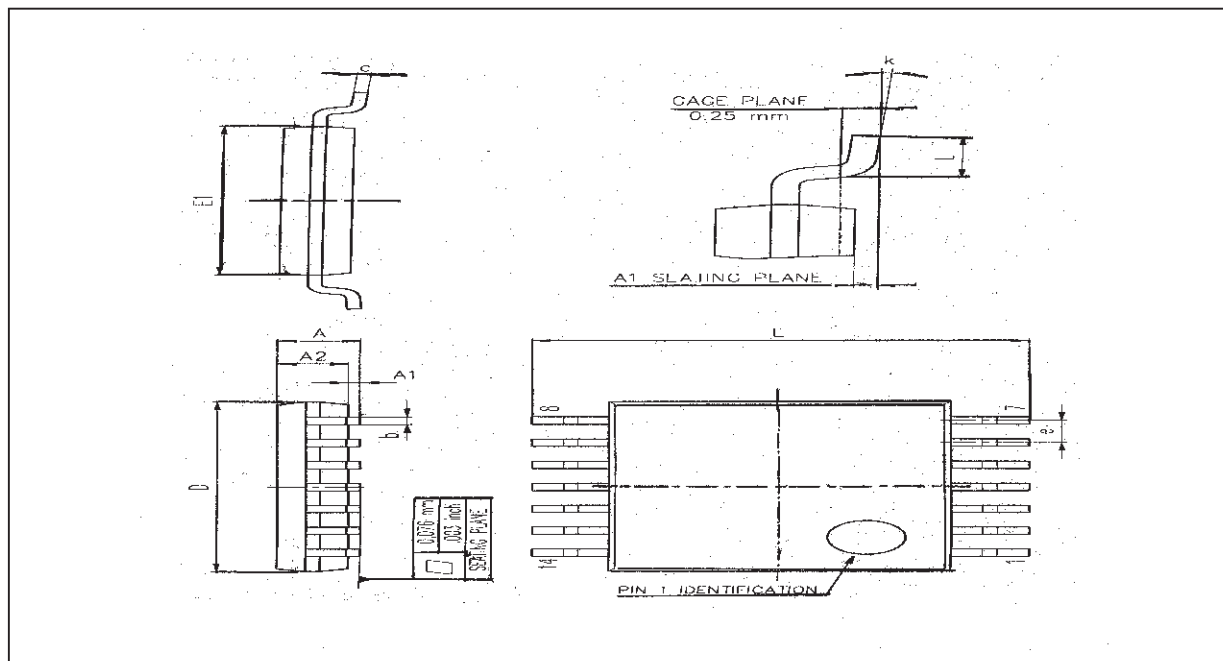 c
k
GAGE PLANE
0.25 mm
L
E1
A1 SLATING PLANE
A
A2
A1
b
D
0.076 mm
.003 inch
SEATING PLANE
L
8
7
e
14
1
PIN 1 IDENTIFICATION